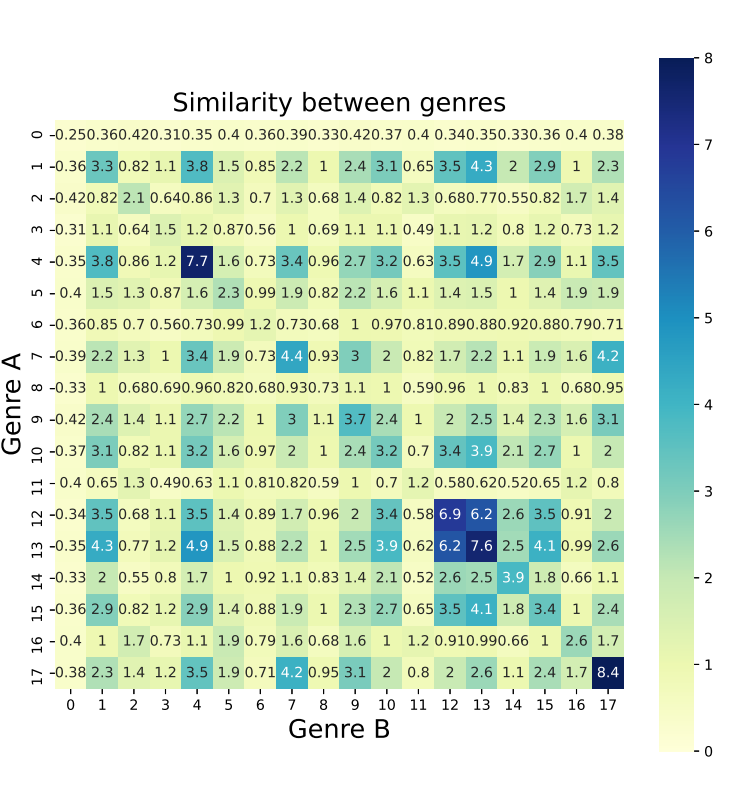 Similarity between genres
Genre A
0 0.25 0.36 0.42 0.31 0.35 0.4 0.36 0.39 0.33 0.42 0.37 0.4 0.34 0.35 0.33 0.36 0.4 0.38
1 0.36 3.3 0.82 1.1 3.8 1.5 0.85 2.2 1 2.4 3.1 0.65 3.5 4.3 2 2.9 1 2.3
2 0.42 0.82 2.1 0.64 0.86 1.3 0.7 1.3 0.68 1.4 0.82 1.3 0.68 0.77 0.55 0.82 1.7 1.4
3 0.31 1.1 0.64 1.5 1.2 0.87 0.56 1 0.69 1.1 1.1 0.49 1.1 1.2 0.8 1.2 0.73 1.2
4 0.35 3.8 0.86 1.2 7.7 1.6 0.73 3.4 0.96 2.7 3.2 0.63 3.5 4.9 1.7 2.9 1.1 3.5
5 0.4 1.5 1.3 0.87 1.6 2.3 0.99 1.9 0.82 2.2 1.6 1.1 1.4 1.5 1 1.4 1.9 1.9
6 0.36 0.85 0.7 0.56 0.73 0.99 1.2 0.73 0.68 1 0.97 0.81 0.89 0.88 0.92 0.88 0.79 0.71
7 0.39 2.2 1.3 1 3.4 1.9 0.73 4.4 0.93 3 2 0.82 1.7 2.2 1.1 1.9 1.6 4.2
8 0.33 1 0.68 0.69 0.96 0.82 0.68 0.93 0.73 1.1 1 0.59 0.96 1 0.83 1 0.68 0.95
9 0.42 2.4 1.4 1.1 2.7 2.2 1 3 1.1 3.7 2.4 1 2 2.5 1.4 2.3 1.6 3.1
10 0.37 3.1 0.82 1.1 3.2 1.6 0.97 2 1 2.4 3.2 0.7 3.4 3.9 2.1 2.7 1 2
11 0.4 0.65 1.3 0.49 0.63 1.1 0.81 0.82 0.59 1 0.7 1.2 0.58 0.62 0.52 0.65 1.2 0.8
12 0.34 3.5 0.68 1.1 3.5 1.4 0.89 1.7 0.96 2 3.4 0.58 6.9 6.2 2.6 3.5 0.91 2
13 0.35 4.3 0.77 1.2 4.9 1.5 0.88 2.2 1 2.5 3.9 0.62 6.2 7.6 2.5 4.1 0.99 2.6
14 0.33 2 0.55 0.8 1.7 1 0.92 1.1 0.83 1.4 2.1 0.52 2.6 2.5 3.9 1.8 0.66 1.1
15 0.36 2.9 0.82 1.2 2.9 1.4 0.88 1.9 1 2.3 2.7 0.65 3.5 4.1 1.8 3.4 1 2.4
16 0.4 1 1.7 0.73 1.1 1.9 0.79 1.6 0.68 1.6 1 1.2 0.91 0.99 0.66 1 2.6 1.7
17 0.38 2.3 1.4 1.2 3.5 1.9 0.71 4.2 0.95 3.1 2 0.8 2 2.6 1.1 2.4 1.7 8.4
0 1 2 3 4 5 6 7 8 9 10 11 12 13 14 15 16 17
Genre B
8
7
6
5
4
3
2
1
0